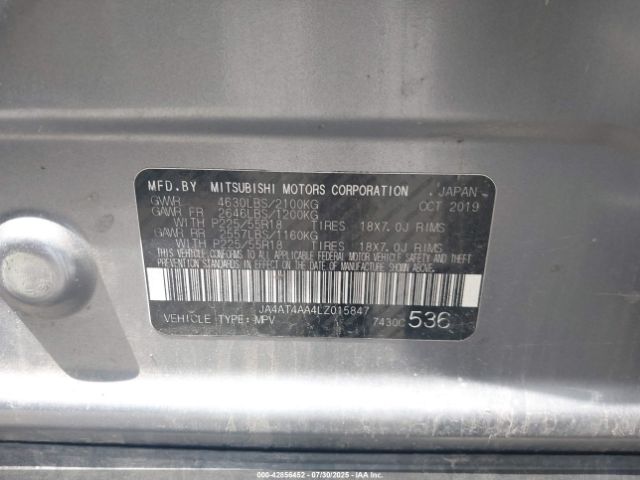 MFD.BY MITSUBISHI MOTORS CORPORATION , JAPAN
GVWR 4630LBS/2100KG OCT 2019
GAWR FR 2646LBS/1200KG
WITH P225/55R18 TIRES 18X7.0J RIMS
GAWR RR 2557LBS/1160KG
WITH P225/55R18 TIRES 18X7.0J RIMS
THIS VEHICLE CONFORMS TO ALL APPLICABLE U.S. FEDERAL MOTOR VEHICLE SAFETY AND THEFT
PREVENTION STANDARDS IN EFFECT ON THE DATE OF MANUFACTURE SHOWN ABOVE.
JA4AT4AA4LZ015847
VEHICLE TYPE: MPV 7430C 536
000-42856452 - 07/30/2025 - IAA Inc.